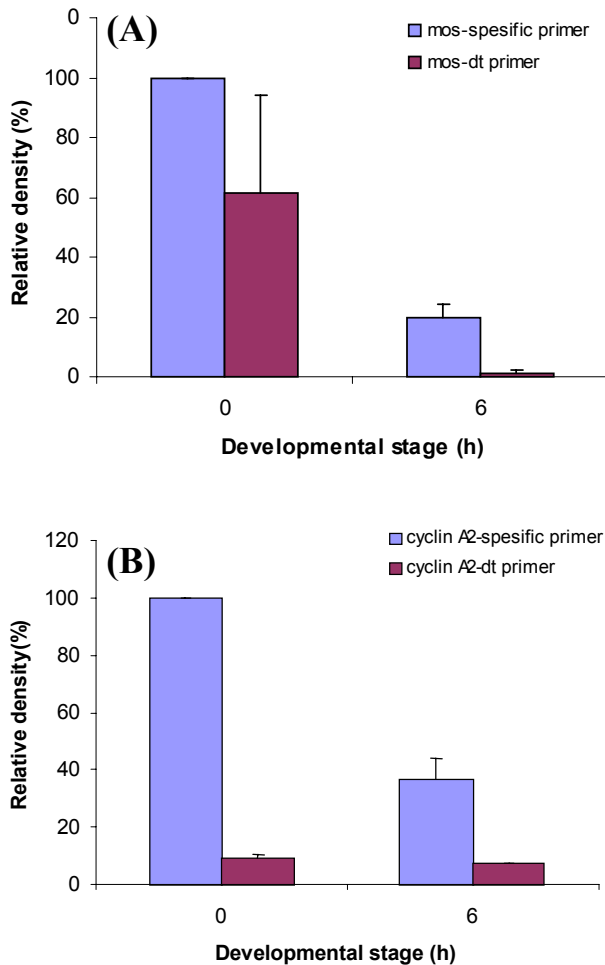 (A)
mos-spesific primer
mos-dt primer
Relative density (%)
0
100
80
60
40
20
0
0 6
Developmental stage (h)
(B)
cyclin A2-spesific primer
cyclin A2-dt primer
Relative density(%)
120
100
80
60
40
20
0
0 6
Developmental stage (h)